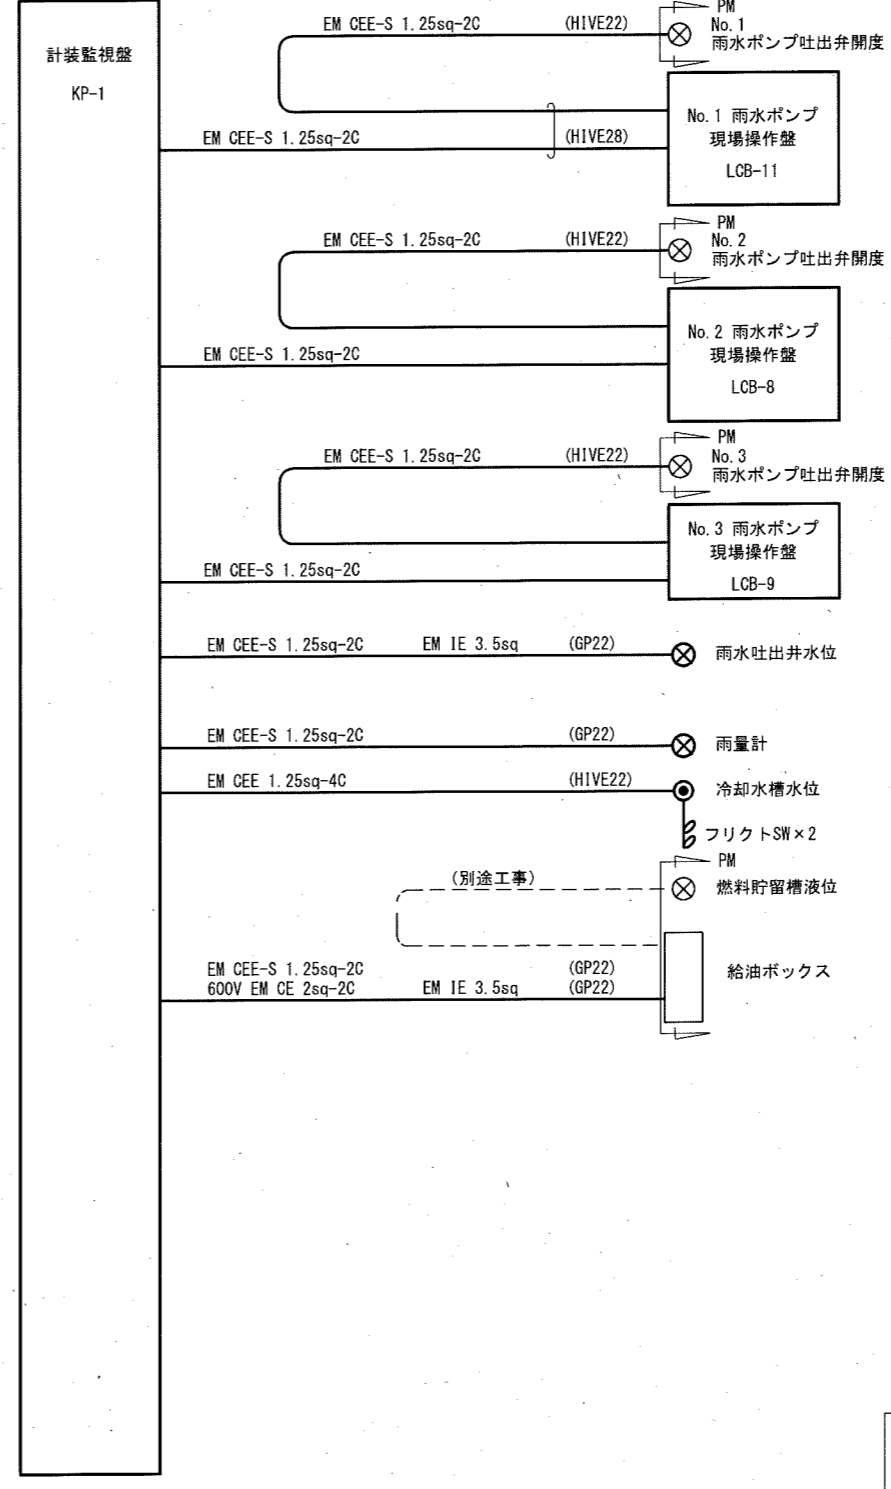 計装監視盤
KP-1
EM CEE-S 1.25sq-2C (HIVE22)
PM
No.1
雨水ポンプ吐出弁開度
EM CEE-S 1.25sq-2C (HIVE28)
No.1 雨水ポンプ
現場操作盤
LCB-11
EM CEE-S 1.25sq-2C (HIVE22)
PM
No.2
雨水ポンプ吐出弁開度
EM CEE-S 1.25sq-2C
No.2 雨水ポンプ
現場操作盤
LCB-8
EM CEE-S 1.25sq-2C (HIVE22)
PM
No.3
雨水ポンプ吐出弁開度
EM CEE-S 1.25sq-2C
No.3 雨水ポンプ
現場操作盤
LCB-9
EM CEE-S 1.25sq-2C EM IE 3.5sq (GP22) 雨水吐出井水位
EM CEE-S 1.25sq-2C (GP22) 雨量計
EM CEE 1.25sq-4C (HIVE22) 冷却水槽水位
フリクトSW×2
PM
(別途工事) 燃料貯留槽液位
EM CEE-S 1.25sq-2C (GP22) 給油ボックス
600V EM CE 2sq-2C EM IE 3.5sq (GP22)